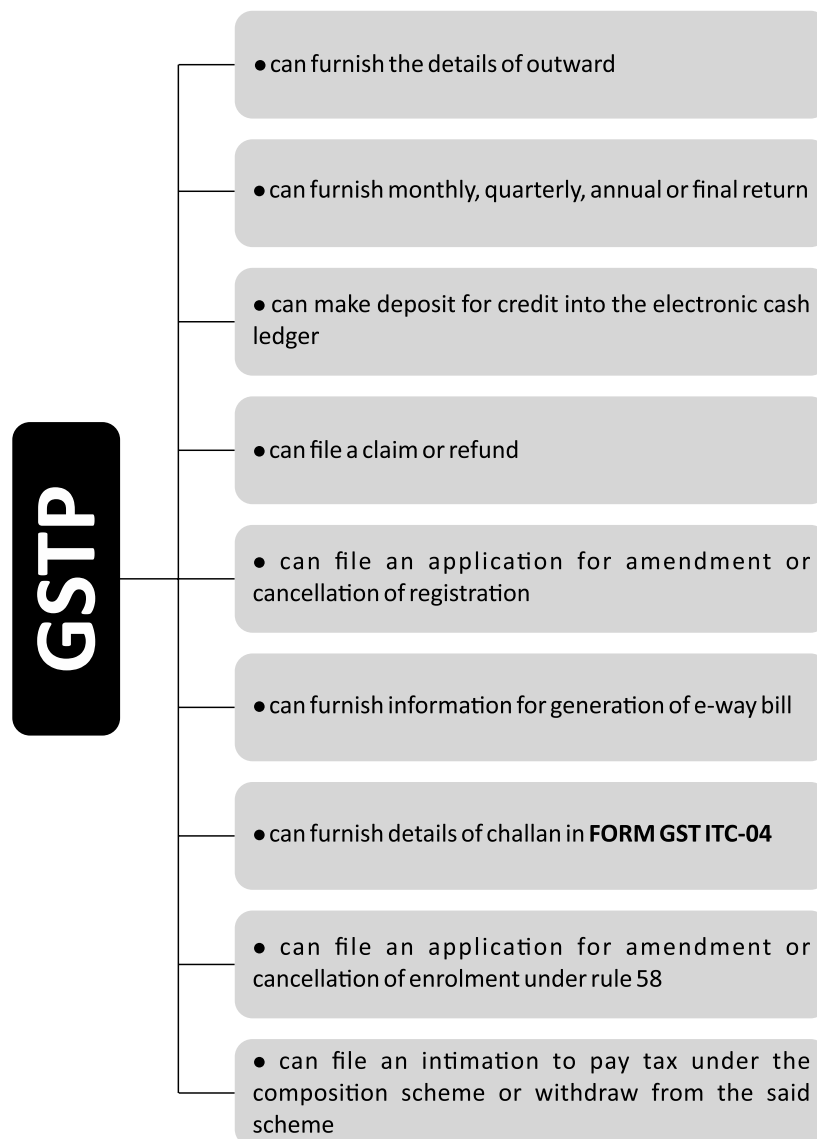 GSTP
● can furnish the details of outward
● can furnish monthly, quarterly, annual or final return
● can make deposit for credit into the electronic cash
ledger
● can file a claim or refund
● can file an application for amendment or
cancellation of registration
● can furnish information for generation of e-way bill
● can furnish details of challan in FORM GST ITC-04
● can file an application for amendment or
cancellation of enrolment under rule 58
● can file an intimation to pay tax under the
composition scheme or withdraw from the said
scheme